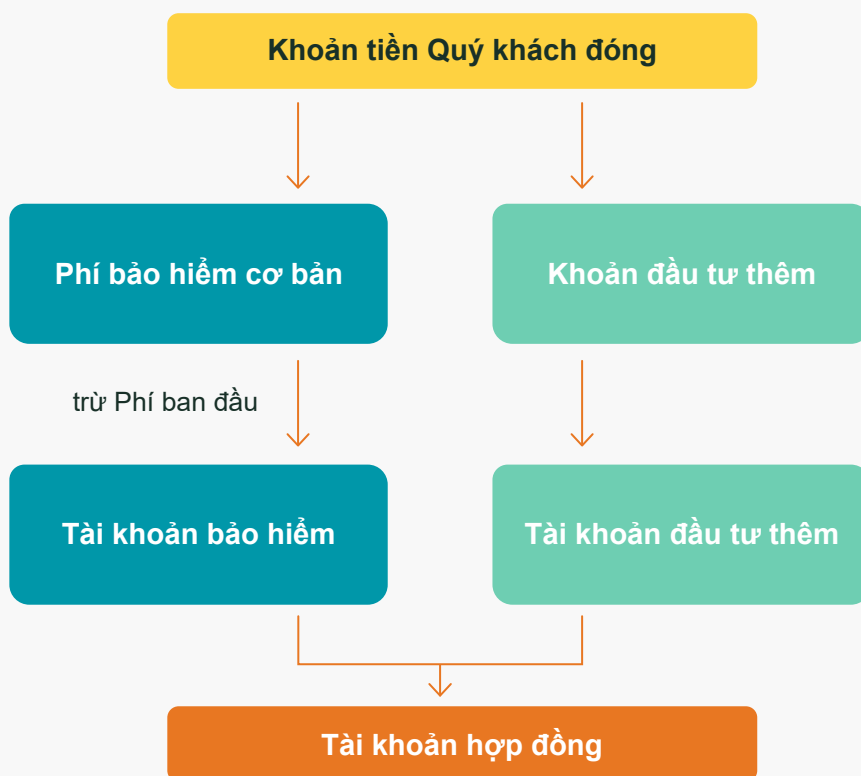 Khoản tiền Quý khách đóng
Phí bảo hiểm cơ bản
Khoản đầu tư thêm
trừ Phí ban đầu
Tài khoản bảo hiểm
Tài khoản đầu tư thêm
Tài khoản hợp đồng